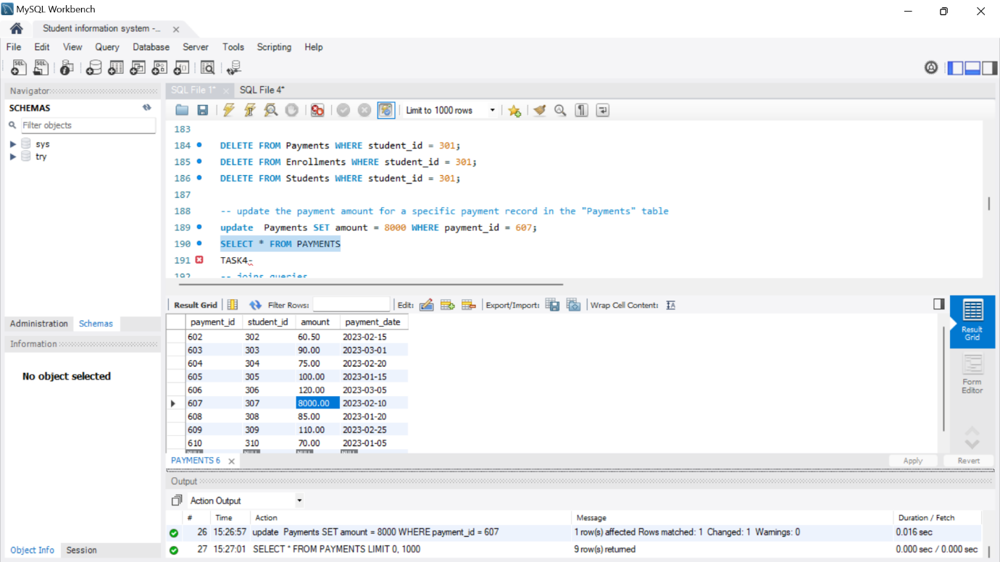 MySQL Workbench
Student information system -...
File Edit View Query Database Server Tools Scripting Help
Navigator
SCHEMAS
Filter objects
sys
try
Administration Schemas
Information
No object selected
Object Info Session
SQL File 1* SQL File 4*
Limit to 1000 rows
183
184 DELETE FROM Payments WHERE student_id = 301;
185 DELETE FROM Enrollments WHERE student_id = 301;
186 DELETE FROM Students WHERE student_id = 301;
187
188 -- update the payment amount for a specific payment record in the "Payments" table
189 update Payments SET amount = 8000 WHERE payment_id = 607;
190 SELECT * FROM PAYMENTS
191 TASK4-
192 -- joins queries
Result Grid Filter Rows: Edit: Export/Import: Wrap Cell Content:
payment_id student_id amount payment_date
602 302 60.50 2023-02-15
603 303 90.00 2023-03-01
604 304 75.00 2023-02-20
605 305 100.00 2023-01-15
606 306 120.00 2023-03-05
607 307 8000.00 2023-02-10
608 308 85.00 2023-01-20
609 309 110.00 2023-02-25
610 310 70.00 2023-01-05
NULL NULL NULL NULL
Result
Grid
Form
Editor
PAYMENTS 6 Apply Revert
Output
Action Output
# Time Action Message Duration / Fetch
26 15:26:57 update Payments SET amount = 8000 WHERE payment_id = 607 1 row(s) affected Rows matched: 1 Changed: 1 Warnings: 0 0.016 sec
27 15:27:01 SELECT * FROM PAYMENTS LIMIT 0, 1000 9 row(s) returned 0.000 sec / 0.000 sec